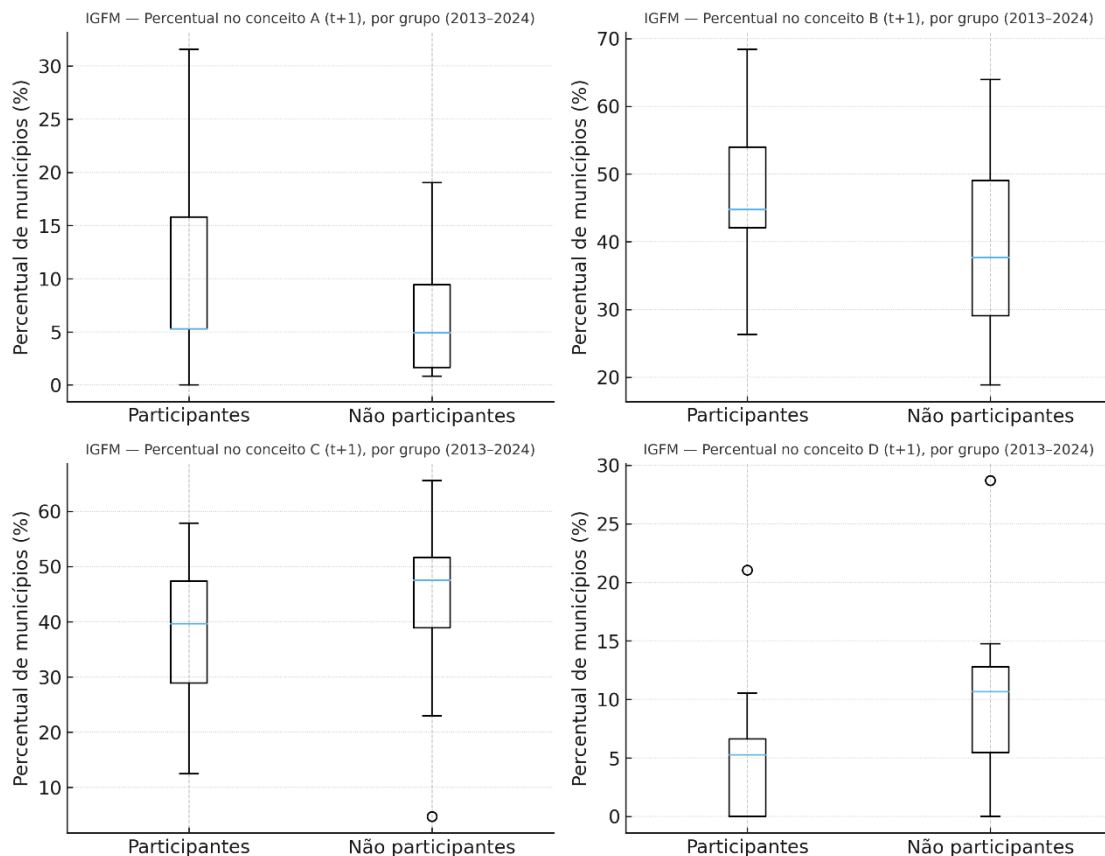 IGFM — Percentual no conceito A (t+1), por grupo (2013–2024)
Percentual de municípios (%)
30
25
20
15
10
5
0
Participantes Não participantes
IGFM — Percentual no conceito B (t+1), por grupo (2013–2024)
Percentual de municípios (%)
70
60
50
40
30
20
Participantes Não participantes
IGFM — Percentual no conceito C (t+1), por grupo (2013–2024)
Percentual de municípios (%)
60
50
40
30
20
10
Participantes Não participantes
IGFM — Percentual no conceito D (t+1), por grupo (2013–2024)
Percentual de municípios (%)
30
25
20
15
10
5
0
Participantes Não participantes